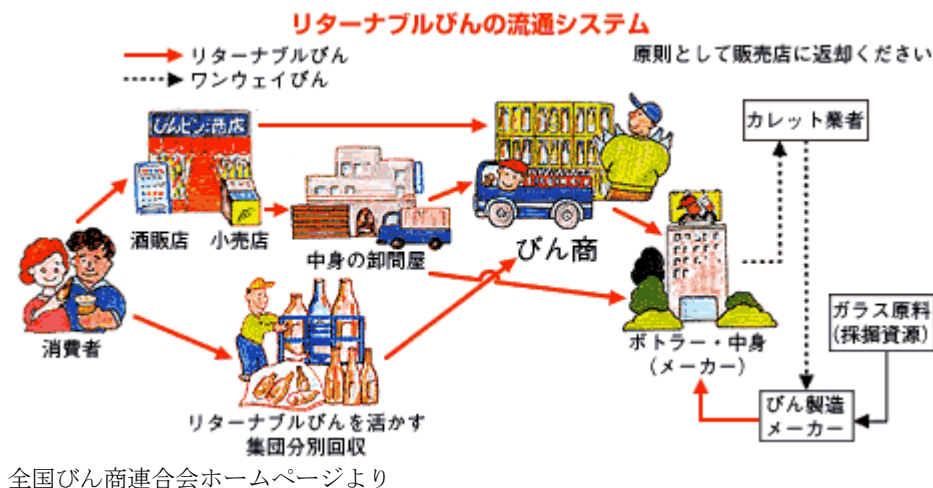 リターナブルびんの流通システム
リターナブルびん
ワンウェイびん
原則として販売店に返却ください
カレット業者
酒販店
小売店
中身の卸問屋
びん商
消費者
ボトラー・中身
(メーカー)
ガラス原料
(採掘資源)
リターナブルびんを活かす
集団分別回収
びん製造
メーカー
全国びん商連合会ホームページより